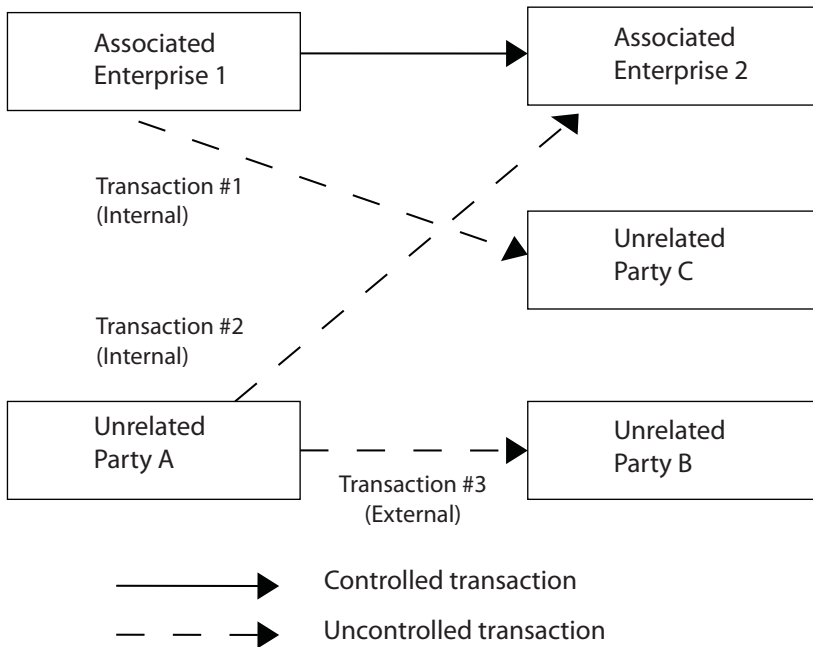 Associated
Enterprise 1
Associated
Enterprise 2
Transaction #1
(Internal)
Unrelated
Party C
Transaction #2
(Internal)
Unrelated
Party A
Unrelated
Party B
Transaction #3
(External)
Controlled transaction
Uncontrolled transaction